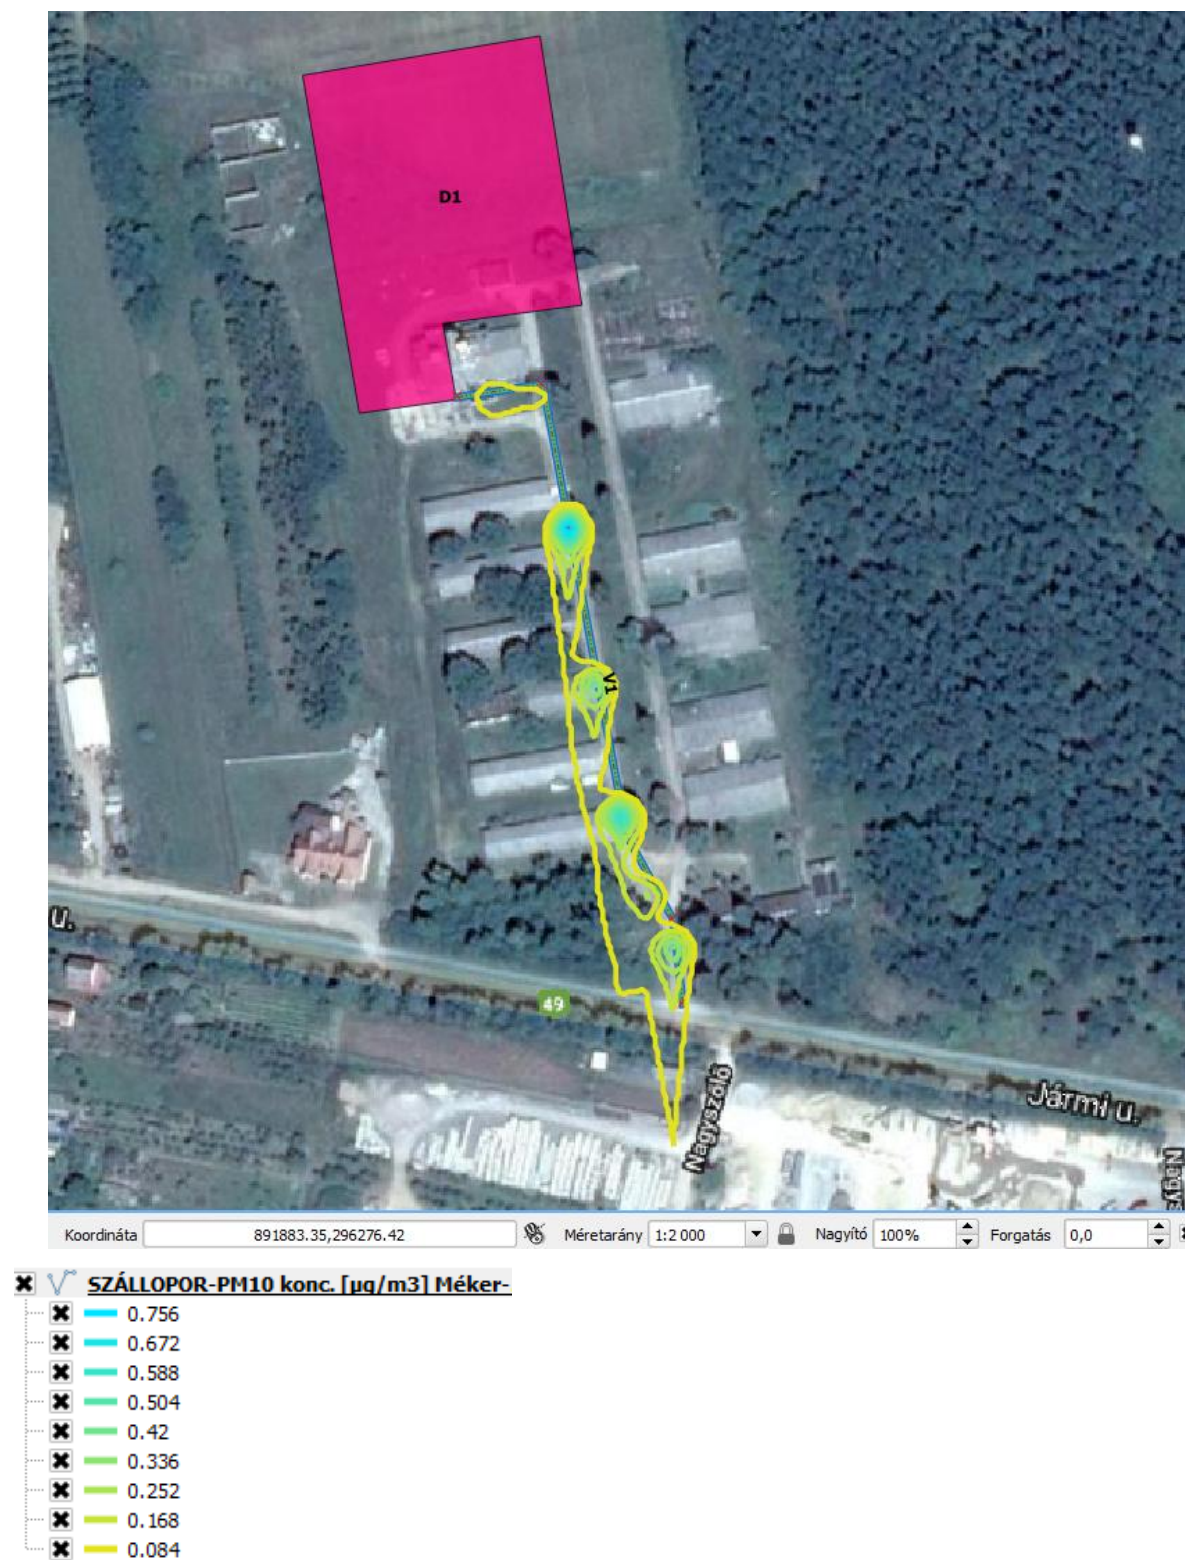 D1
V1
u.
49
Jármi u.
Nagyszőlő
Nagy
Koordináta 891883.35,296276.42 Méretarány 1:2 000 Nagyító 100% Forgatás 0,0
SZÁLLOPOR-PM10 konc. [µg/m3] Méker-
0.756
0.672
0.588
0.504
0.42
0.336
0.252
0.168
0.084